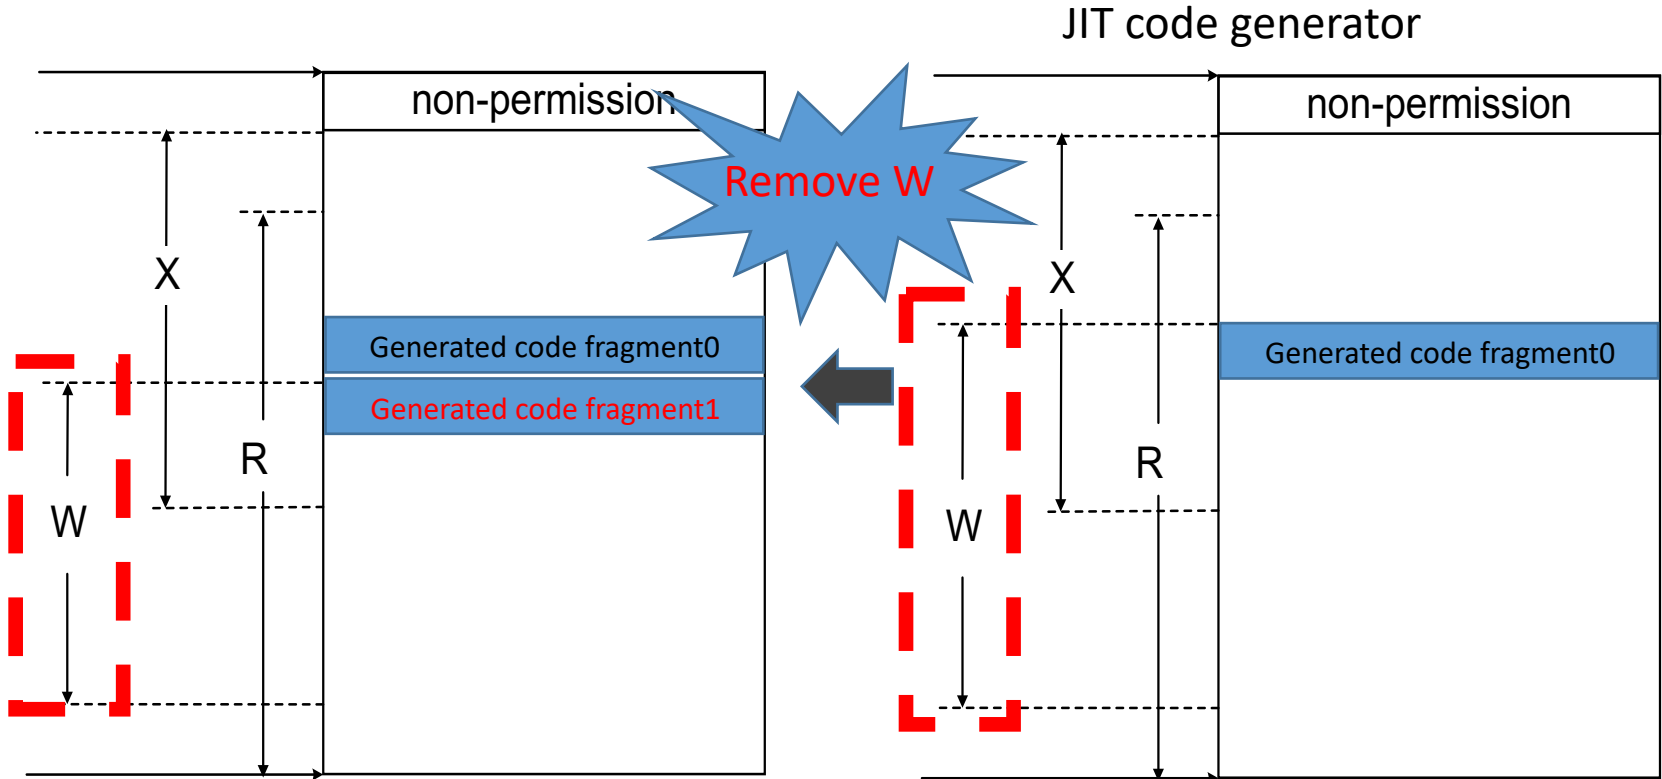 JIT code generator
non-permission
non-permission
Remove W
X
X
Generated code fragment0
Generated code fragment0
Generated code fragment1
R
R
W
W